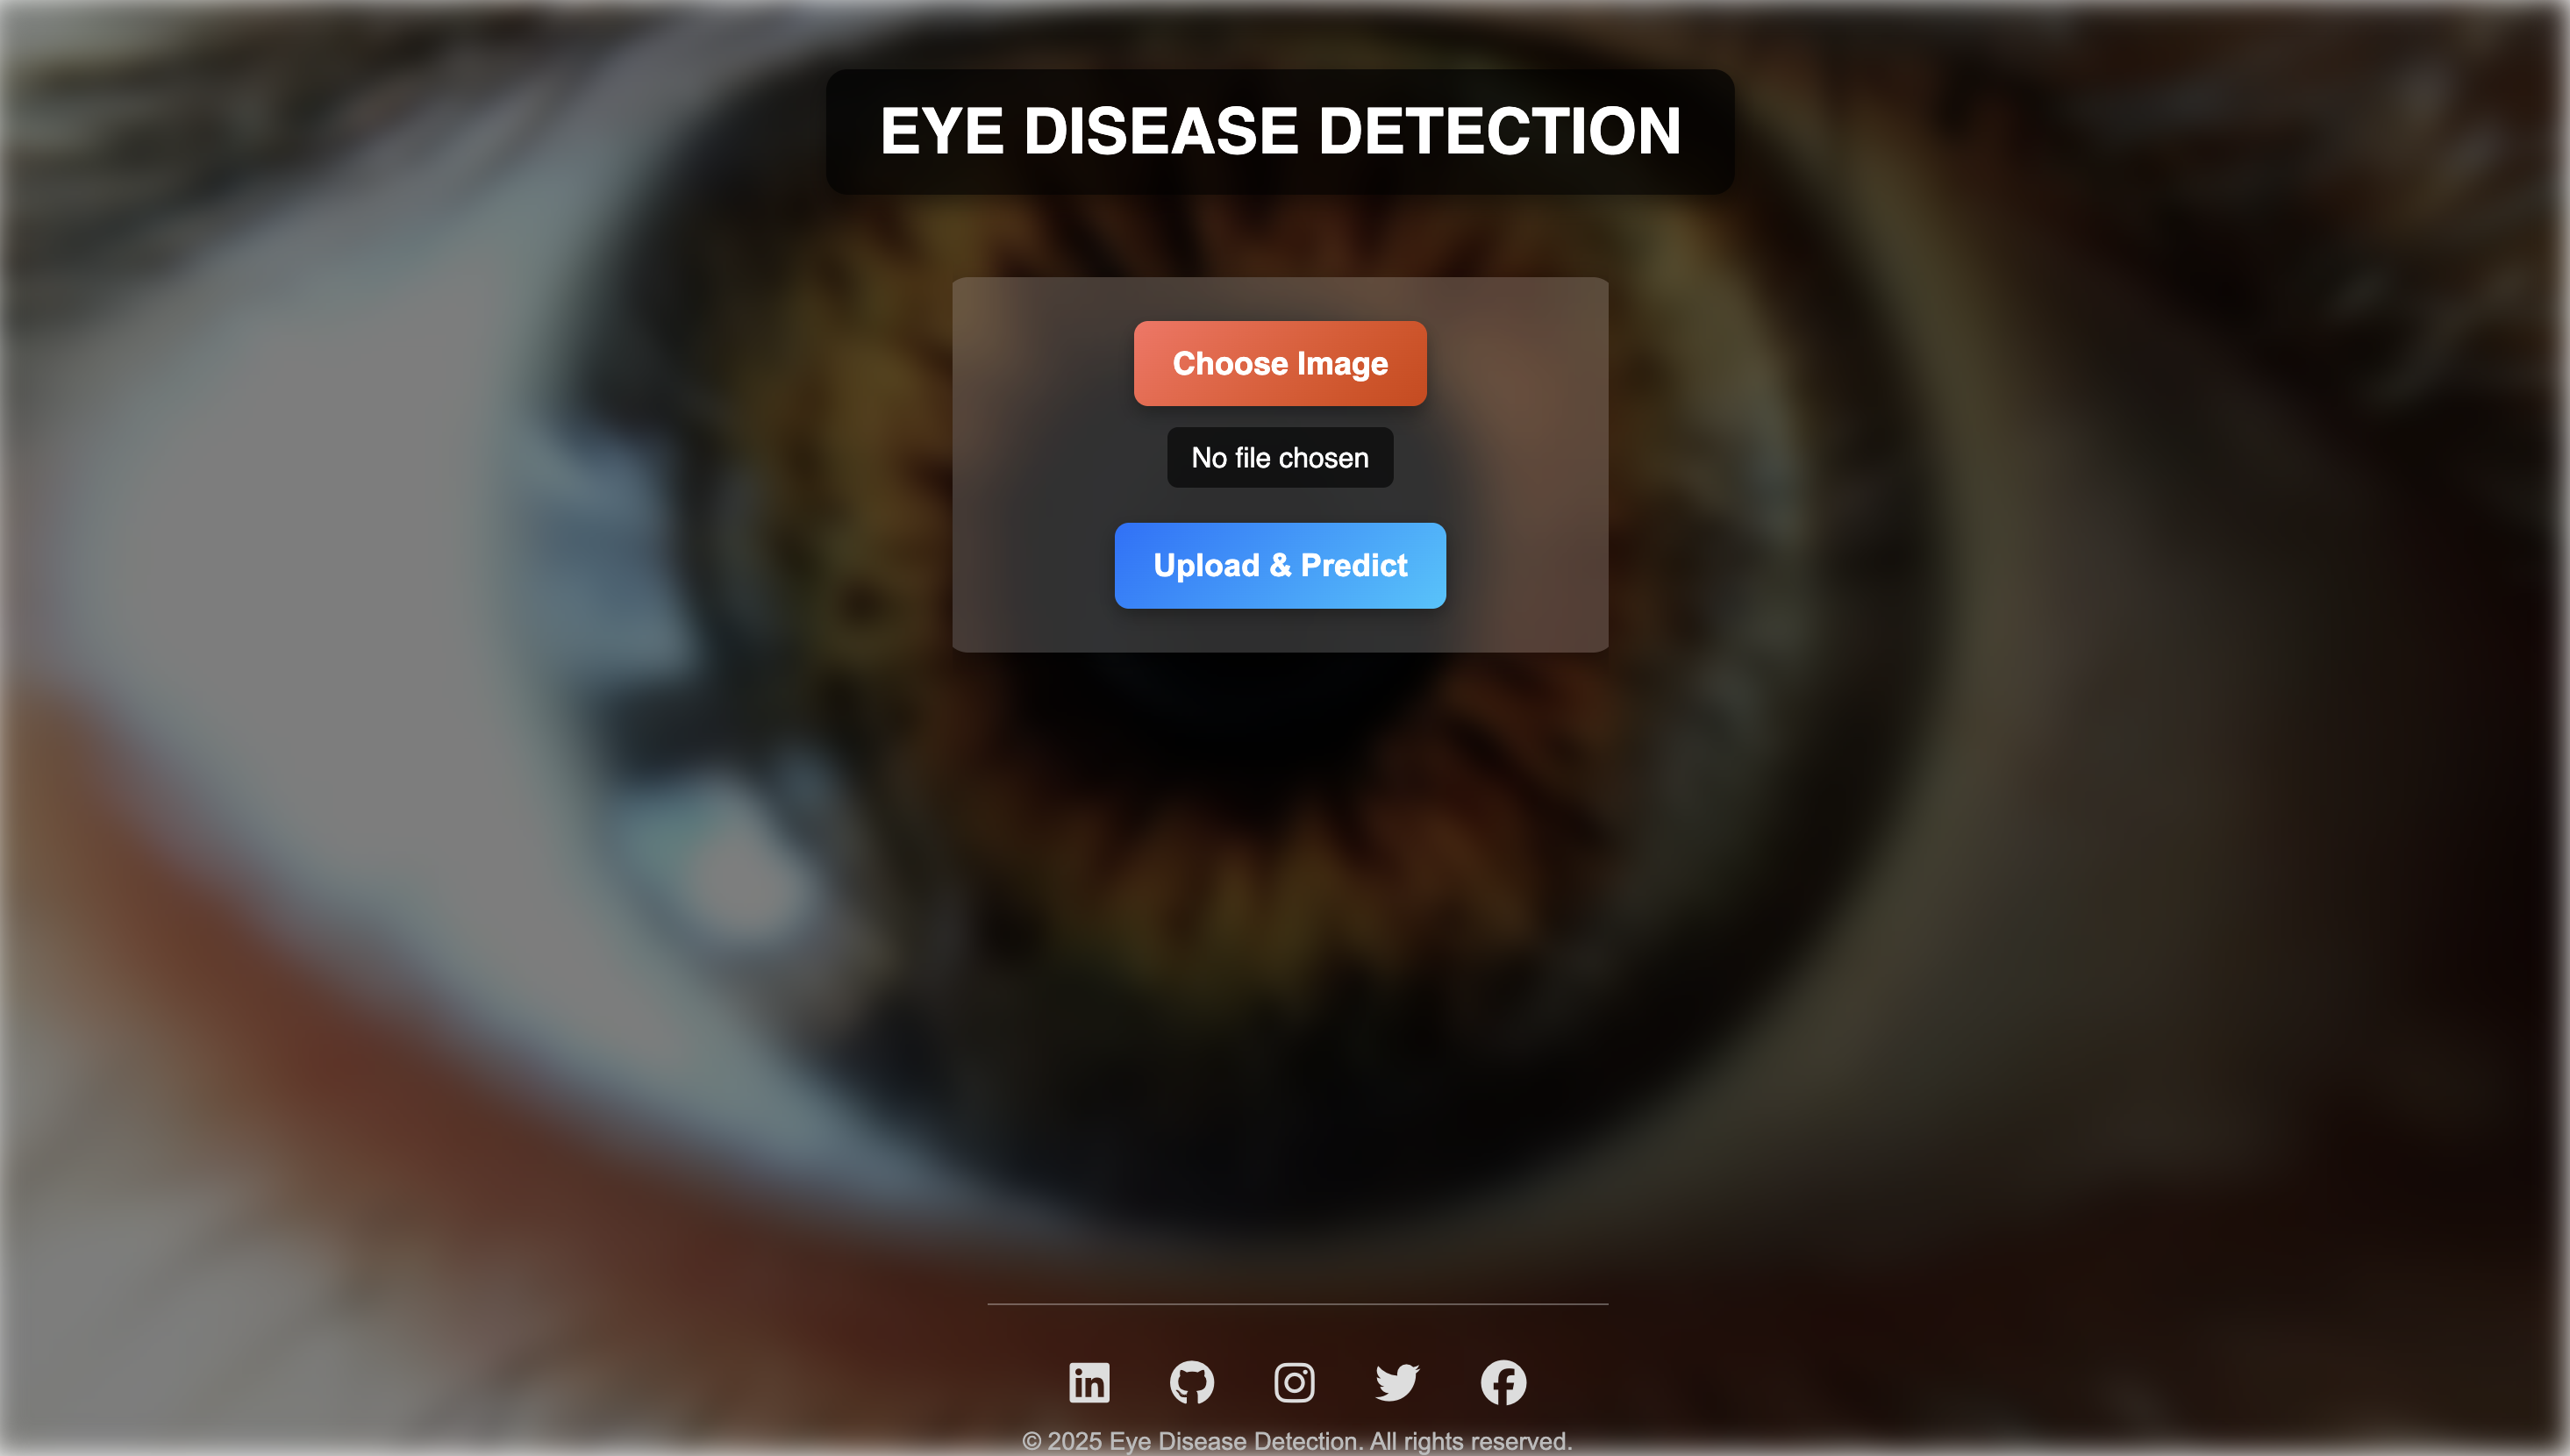 EYE DISEASE DETECTION
Choose Image
No file chosen
Upload & Predict
© 2025 Eye Disease Detection. All rights reserved.